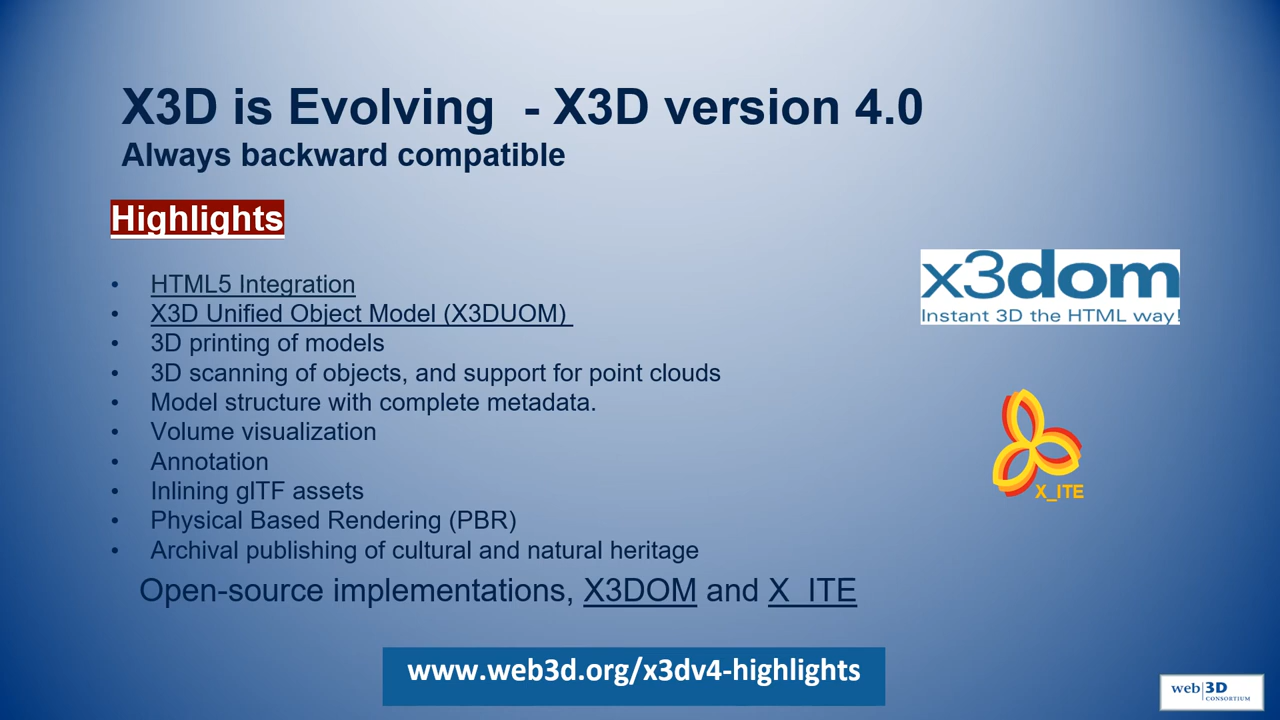 X3D is Evolving - X3D version 4.0
Always backward compatible
Highlights
• HTML5 Integration
• X3D Unified Object Model (X3DUOM)
• 3D printing of models
• 3D scanning of objects, and support for point clouds
• Model structure with complete metadata.
• Volume visualization
• Annotation
• Inlining glTF assets
• Physical Based Rendering (PBR)
• Archival publishing of cultural and natural heritage
Open-source implementations, X3DOM and X_ITE
x3dom
Instant 3D the HTML way!
X_ITE
www.web3d.org/x3dv4-highlights
web|3D
CONSORTIUM